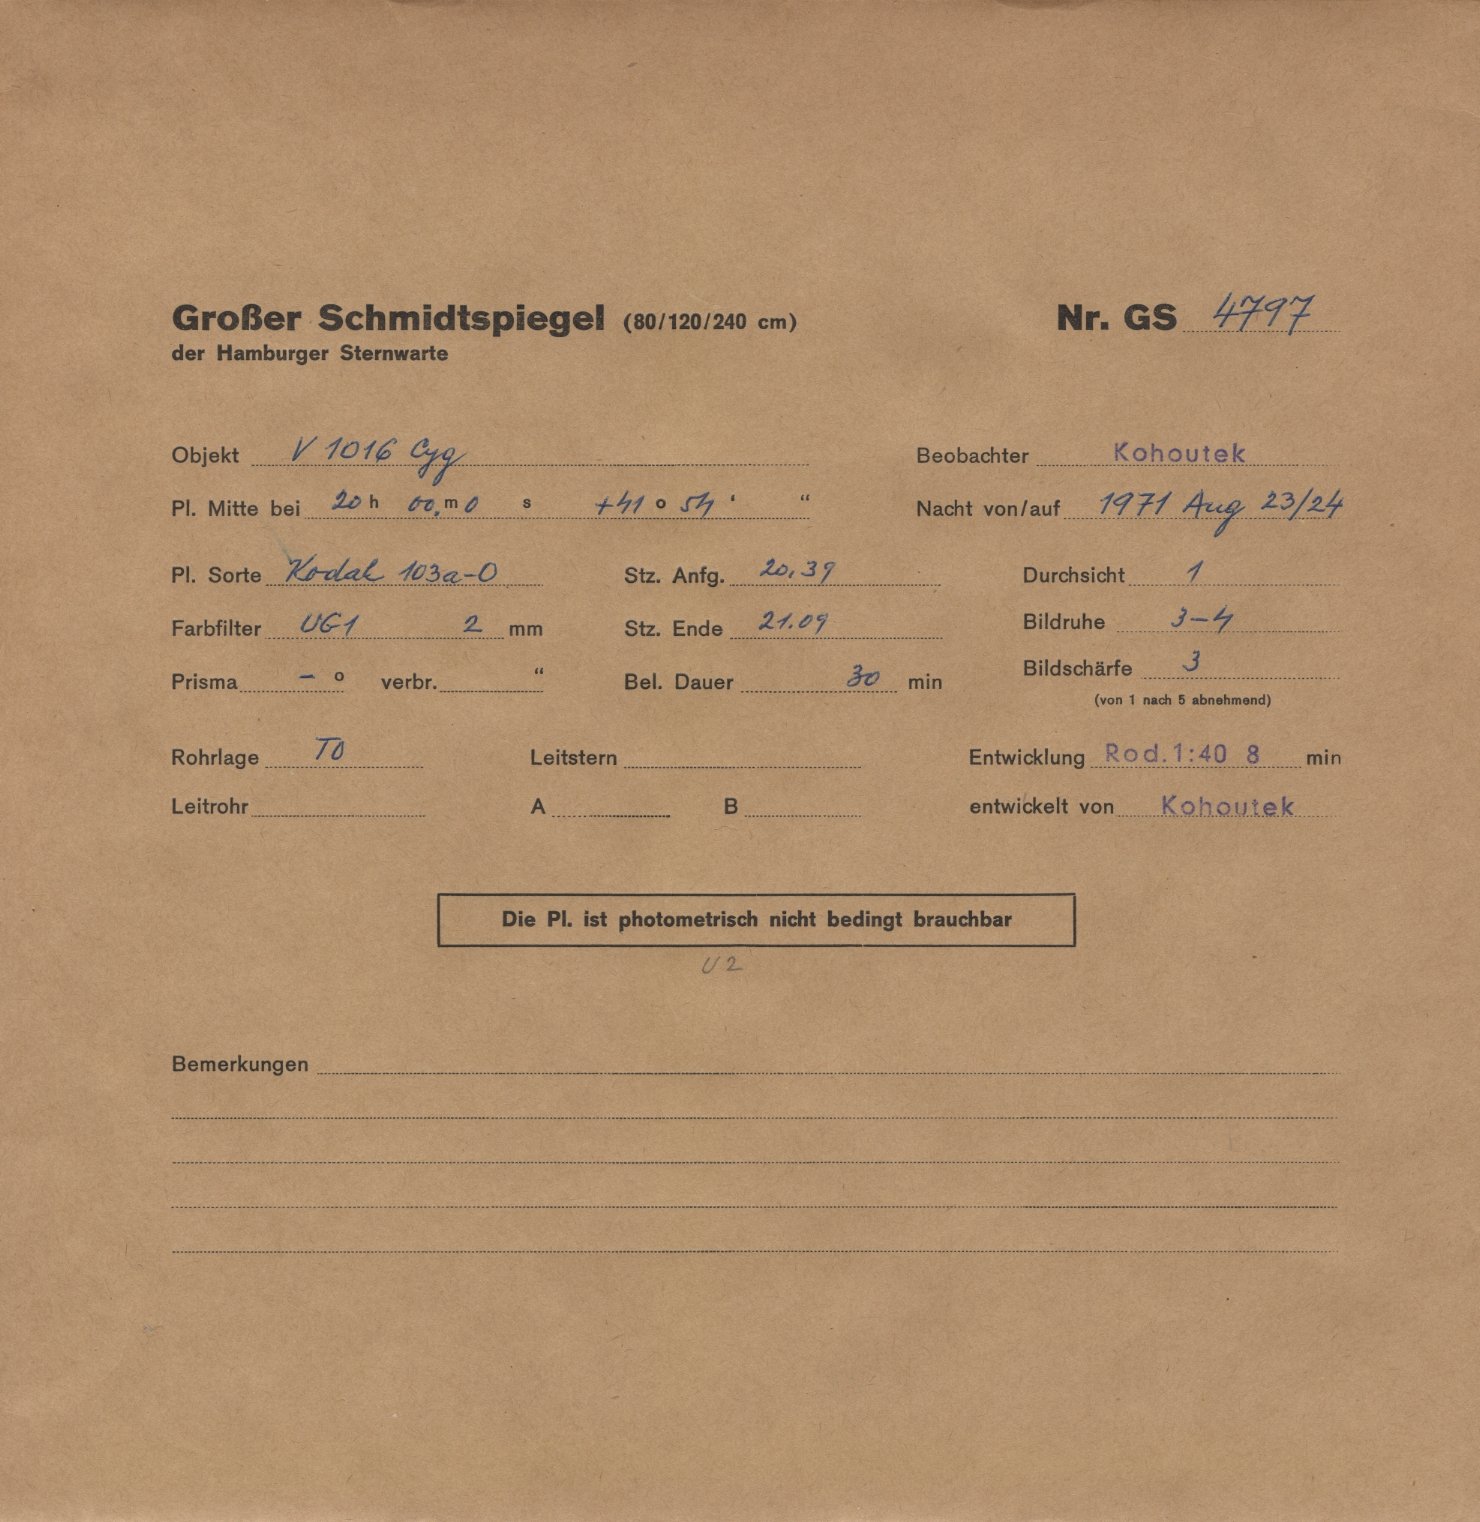 Großer Schmidtspiegel (80/120/240 cm) Nr. GS 4797
der Hamburger Sternwarte
Objekt V 1016 Cyg Beobachter Kohoutek
Pl. Mitte bei 20 h 00, m 0 s +41 o 54 ‘ “ Nacht von/auf 1971 Aug 23/24
Pl. Sorte Kodak 103a-O Stz. Anfg. 20.39 Durchsicht 1
Farbfilter UG1 2 mm Stz. Ende 21.09 Bildruhe 3-4
Prisma – o verbr. “ Bel. Dauer 30 min Bildschärfe 3
(von 1 nach 5 abnehmend)
Rohrlage TO Leitstern Entwicklung Rod. 1:40 8 min
Leitrohr A B entwickelt von Kohoutek
Die Pl. ist photometrisch nicht bedingt brauchbar
U 2
Bemerkungen